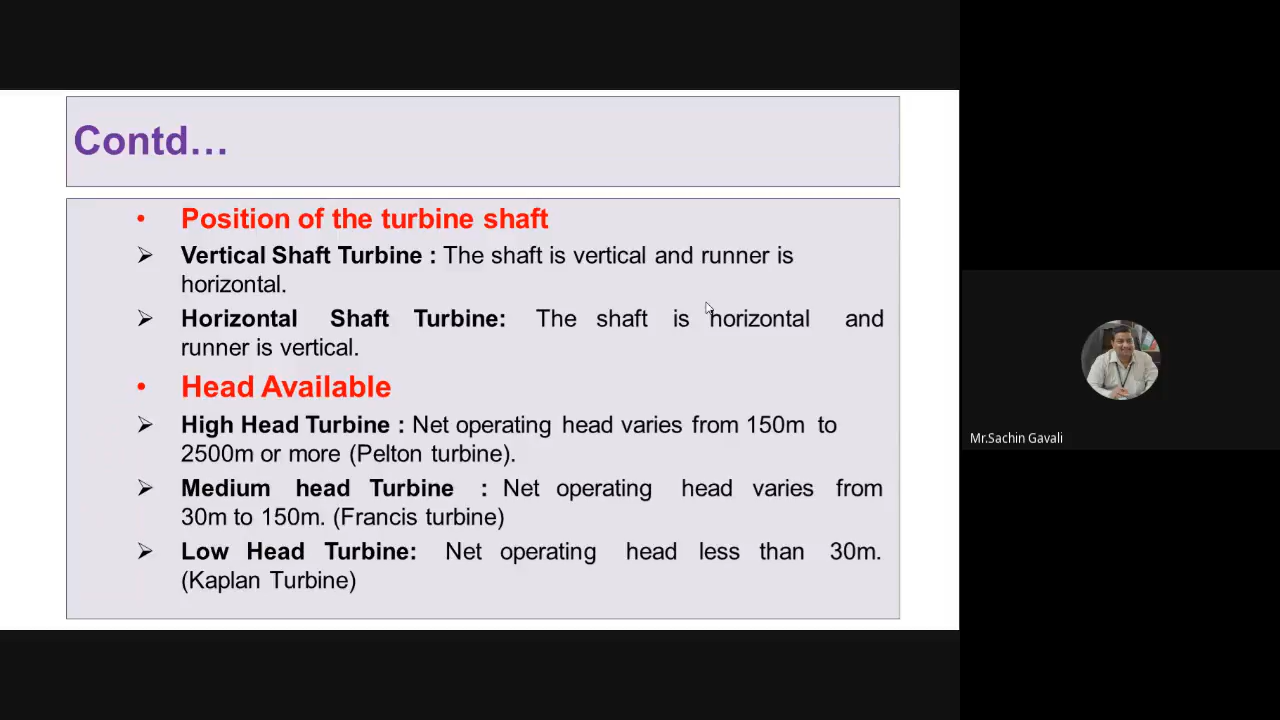 Contd...
• Position of the turbine shaft
➢ Vertical Shaft Turbine : The shaft is vertical and runner is
horizontal.
➢ Horizontal Shaft Turbine: The shaft is horizontal and
runner is vertical.
• Head Available
➢ High Head Turbine : Net operating head varies from 150m to
2500m or more (Pelton turbine).
➢ Medium head Turbine : Net operating head varies from
30m to 150m. (Francis turbine)
➢ Low Head Turbine: Net operating head less than 30m.
(Kaplan Turbine)
Mr.Sachin Gavali